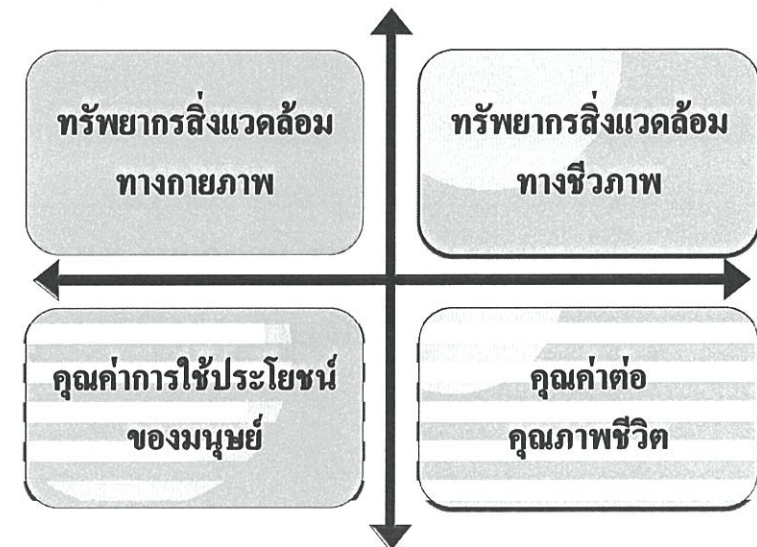 ทรัพยากรสิ่งแวดล้อม
ทางกายภาพ
ทรัพยากรสิ่งแวดล้อม
ทางชีวภาพ
คุณค่าการใช้ประโยชน์
ของมนุษย์
คุณค่าต่อ
คุณภาพชีวิต